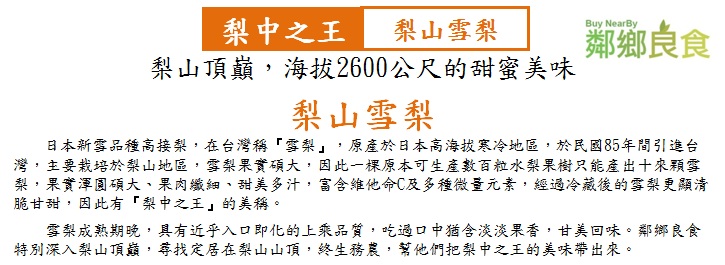 梨中之王 梨山雪梨
Buy NearBy
鄰鄉良食
梨山頂巔，海拔2600公尺的甜蜜美味
梨山雪梨
日本新雪品種高接梨，在台灣稱『雪梨』，原產於日本高海拔寒冷地區，於民國85年間引進台
灣，主要栽培於梨山地區，雪梨果實碩大，因此一棵原本可生產數百粒水梨果樹只能產出十來顆雪
梨，果實渾圓碩大、果肉纖細、甜美多汁，富含維他命C及多種微量元素，經過冷藏後的雪梨更顯清
脆甘甜，因此有『梨中之王』的美稱。
雪梨成熟期晚，具有近乎入口即化的上乘品質，吃過口中猶含淡淡果香，甘美回味。鄰鄉良食
特別深入梨山頂巔，尋找定居在梨山山頂，終生務農，幫他們把梨中之王的美味帶出來。